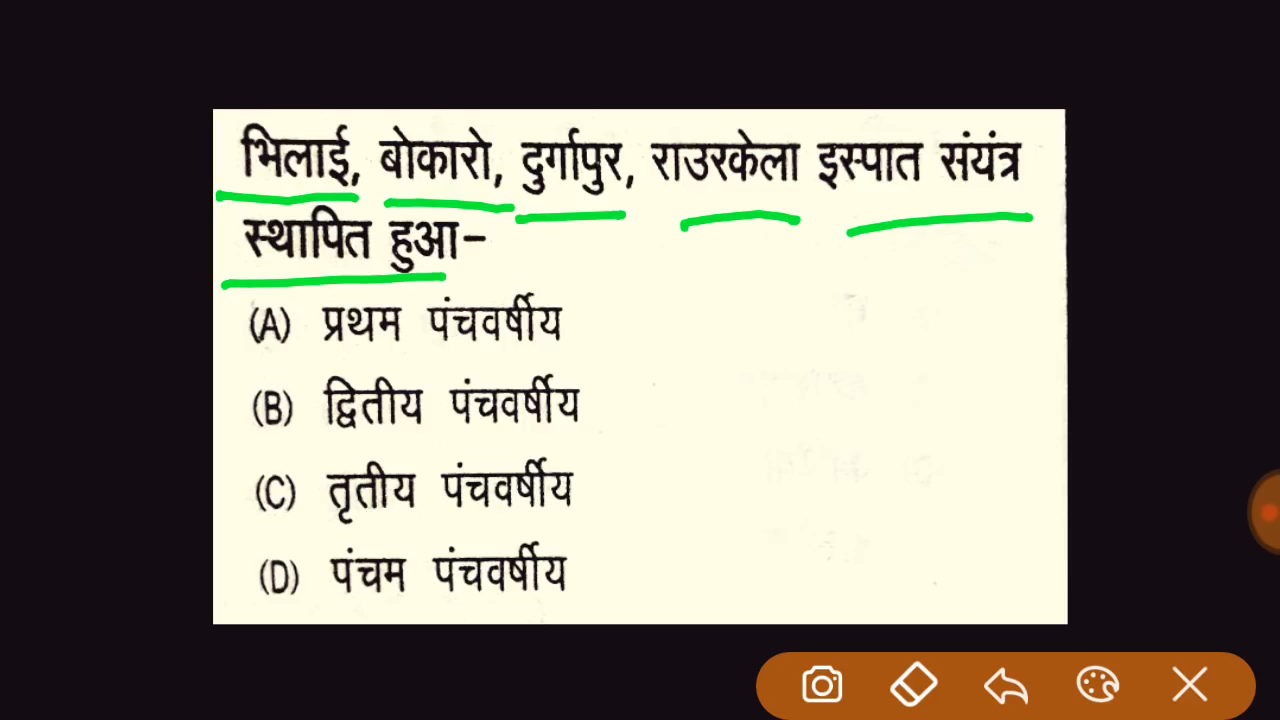 भिलाई, बोकारो, दुर्गापुर, राउरकेला इस्पात संयंत्र
स्थापित हुआ-
(A) प्रथम पंचवर्षीय
(B) द्वितीय पंचवर्षीय
(C) तृतीय पंचवर्षीय
(D) पंचम पंचवर्षीय